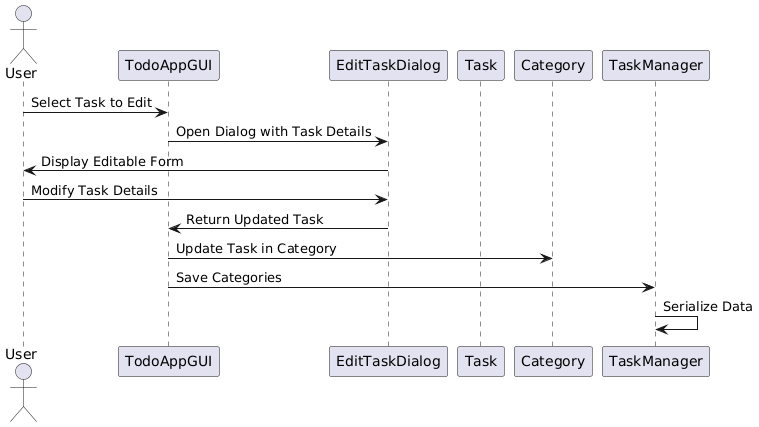 User
TodoAppGUI
EditTaskDialog
Task
Category
TaskManager
Select Task to Edit
Open Dialog with Task Details
Display Editable Form
Modify Task Details
Return Updated Task
Update Task in Category
Save Categories
Serialize Data
User
TodoAppGUI
EditTaskDialog
Task
Category
TaskManager